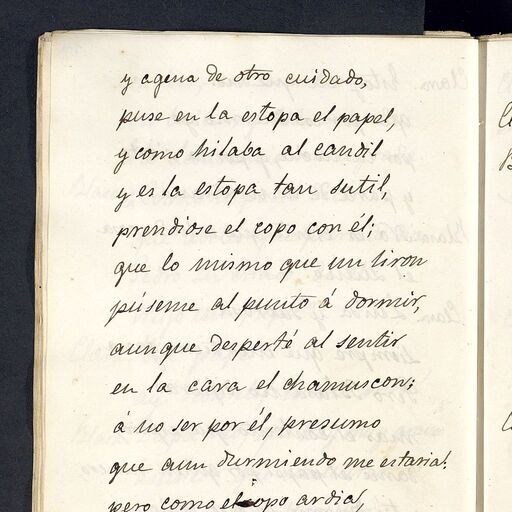 y agena de otro cuidado,
puse en la estopa el papel,
y como hilaba al candil
y es la estopa tan sutil,
prendiose el copo con él;
que lo mismo que un liron
púseme al punto á dormir,
aunque desperté al sentir
en la cara el chamuscon;
á no ser por él, presumo
que aun durmiendo me estaria!
pero como el copo ardia,